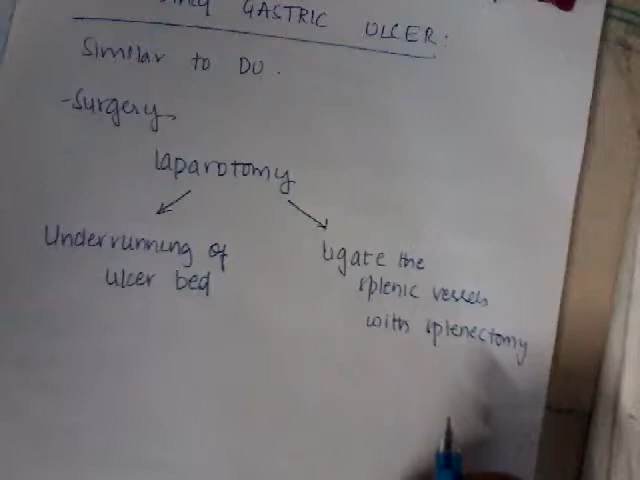 GASTRIC ULCER:
Similar to DU.
-Surgery
laparotomy
Underrunning of
ulcer bed
ligate the
splenic vessels
with splenectomy